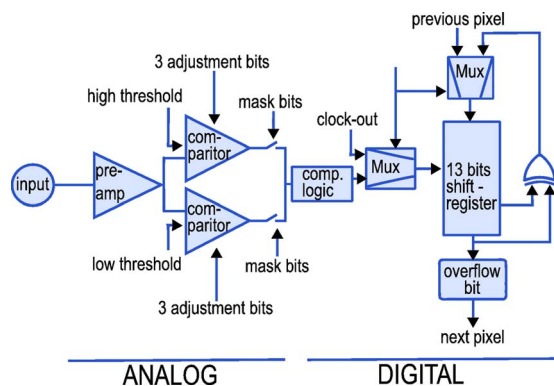 previous pixel
3 adjustment bits
Mux
high threshold
mask bits
com-
paritor
clock-out
input
pre-
amp
comp.
logic
Mux
13 bits
shift -
register
com-
paritor
low threshold
mask bits
overflow
bit
3 adjustment bits
next pixel
ANALOG
DIGITAL